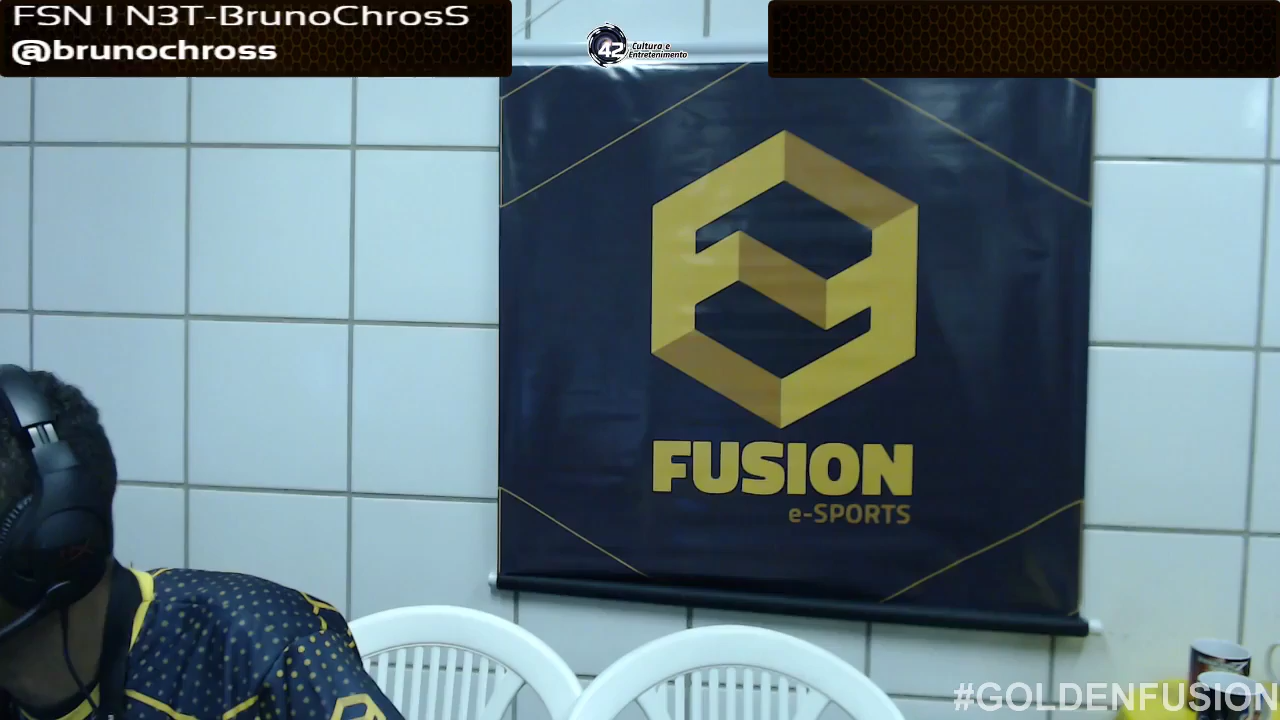 FSN I N3T-BrunoChrosS
@brunochross
42 Cultura e
Entretenimento
FUSION
e-SPORTS
#GOLDENFUSION